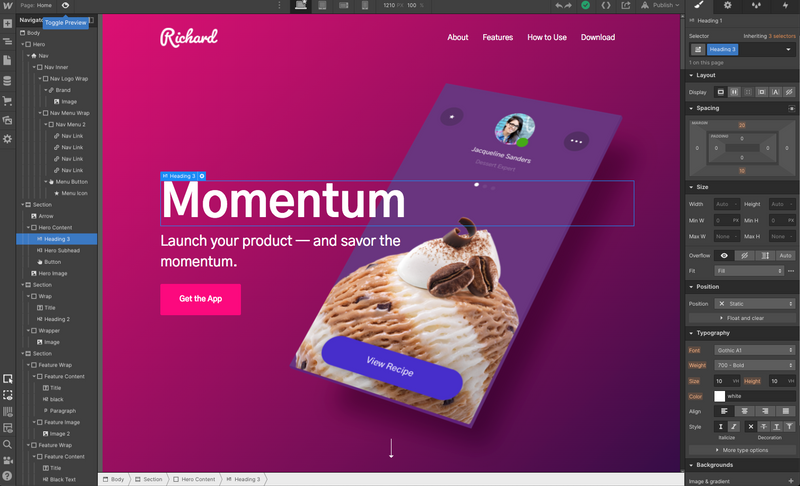 Page: Home
1210 PX 100 %
Publish
Navigator
Toggle Preview
Body
Hero
Nav
Nav Inner
Nav Logo Wrap
Brand
Image
Nav Menu Wrap
Nav Menu 2
Nav Link
Nav Link
Nav Link
Nav Link
Menu Button
Menu Icon
Section
Arrow
Hero Content
Heading 3
Hero Subhead
Button
Hero Image
Section
Wrap
Title
Heading 2
Wrapper
Image
Section
Feature Wrap
Feature Content
Title
black
Paragraph
Feature Image
Image 2
Feature Wrap
Feature Content
Title
Black Text
Richard
About Features How to Use Download
Jacqueline Sanders
Dessert Expert
H1 Heading 3
Momentum
Launch your product — and savor the
momentum.
Get the App
View Recipe
Body Section Hero Content H1 Heading 3
H1 Heading 1
Selector Inheriting 3 selectors
Heading 3
1 on this page
Layout
Display
Spacing
MARGIN 20
PADDING 0
0 0 0 0
0
10
Size
Width Auto Height Auto
Min W 0 PX Min H 0 PX
Max W None Max H None
Overflow Auto
Fit Fill
Position
Position Static
Float and clear
Typography
Font Gothic A1
Weight 700 - Bold
Size 10 VH Height 10 VH
Color white
Align
Style
Italicize Decoration
More type options
Backgrounds
Image & gradient